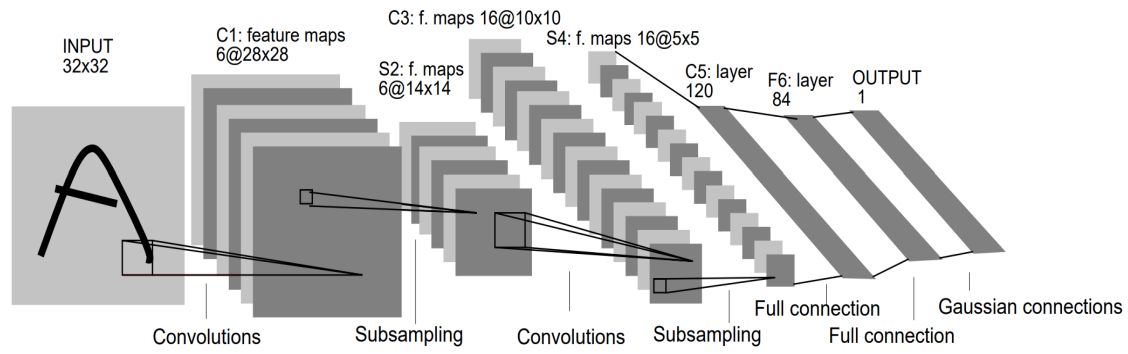 INPUT
32x32
C1: feature maps
6@28x28
S2: f. maps
6@14x14
C3: f. maps 16@10x10
S4: f. maps 16@5x5
C5: layer
120
F6: layer
84
OUTPUT
1
Convolutions
Subsampling
Convolutions
Subsampling
Full connection
Full connection
Gaussian connections
A